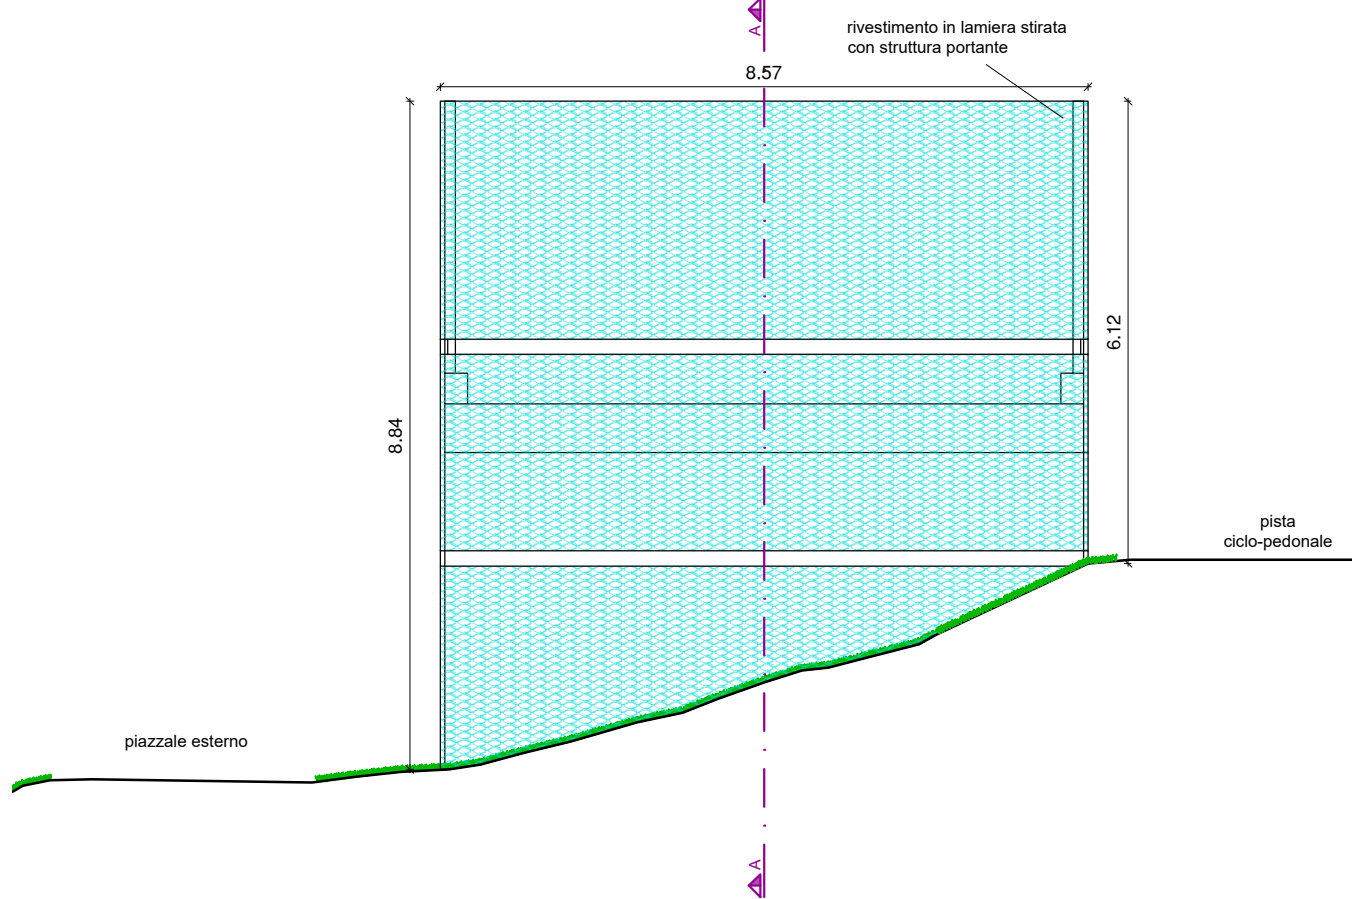 A
rivestimento in lamiera stirata
con struttura portante
8.57
6.12
8.84
pista
ciclo-pedonale
piazzale esterno
A